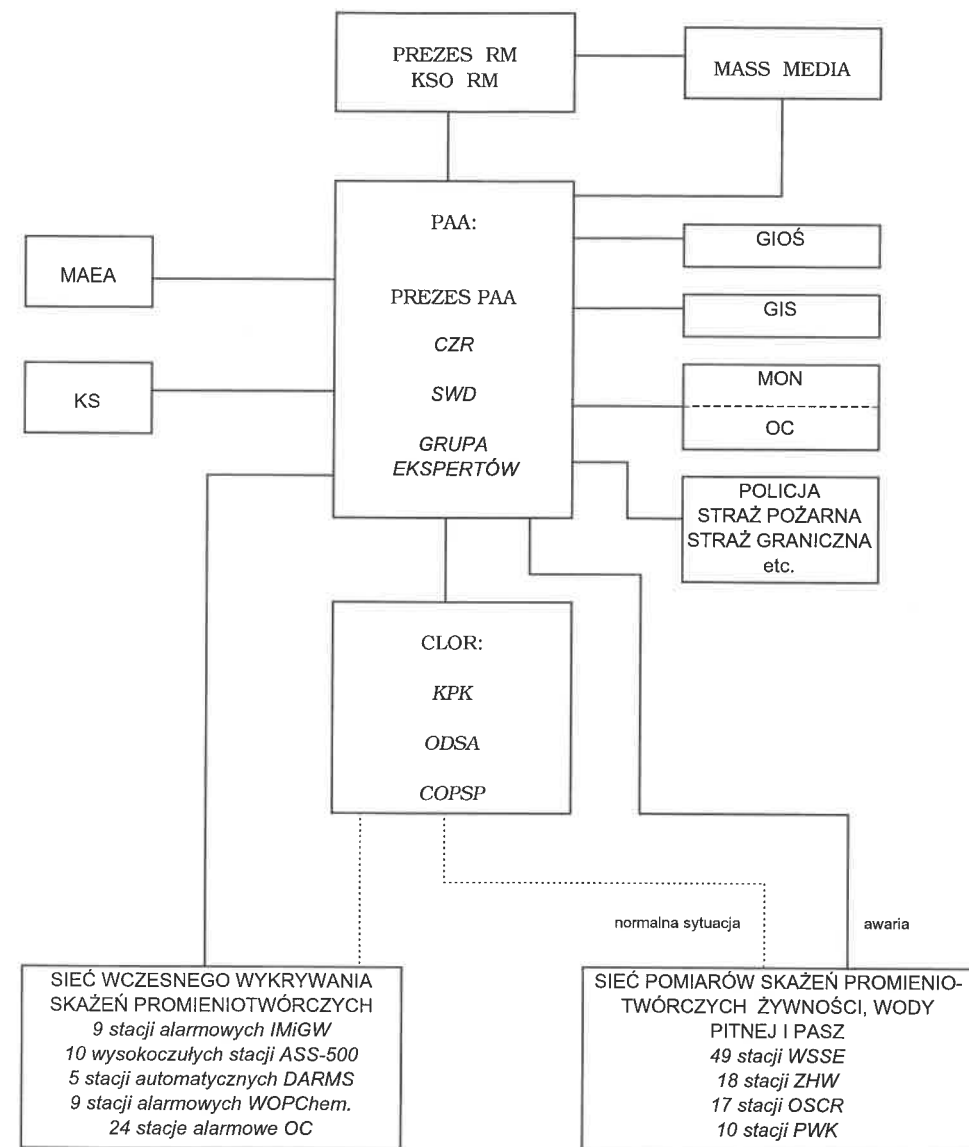 PREZES RM
KSO RM
MASS MEDIA
PAA:
PREZES PAA
CZR
SWD
GRUPA
EKSPERTÓW
MAEA
KS
GIOŚ
GIS
MON
OC
POLICJA
STRAŻ POŻARNA
STRAŻ GRANICZNA
etc.
CLOR:
KPK
ODSA
COPSP
normalna sytuacja
awaria
SIEĆ WCZESNEGO WYKRYWANIA
SKAŻEŃ PROMIENIOTWÓRCZYCH
9 stacji alarmowych IMiGW
10 wysokoczułych stacji ASS-500
5 stacji automatycznych DARMS
9 stacji alarmowych WOPChem.
24 stacje alarmowe OC
SIEĆ POMIARÓW SKAŻEŃ PROMIENIO-
TWÓRCZYCH ŻYWNOŚCI, WODY
PITNEJ I PASZ
49 stacji WSSE
18 stacji ZHW
17 stacji OSCR
10 stacji PWK